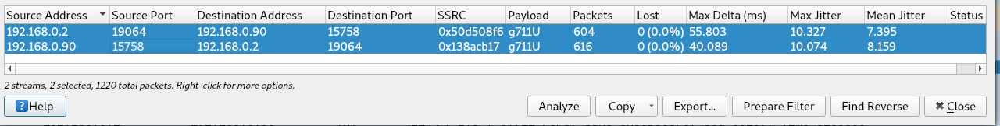 Source Address Source Port Destination Address Destination Port SSRC Payload Packets Lost Max Delta (ms) Max Jitter Mean Jitter Status
192.168.0.2 19064 192.168.0.90 15758 0x50d508f6 g711U 604 0 (0.0%) 55.803 10.327 7.395
192.168.0.90 15758 192.168.0.2 19064 0x138acb17 g711U 616 0 (0.0%) 40.089 10.074 8.159
2 streams, 2 selected, 1220 total packets. Right-click for more options.
?Help Analyze Copy Export... Prepare Filter Find Reverse Close